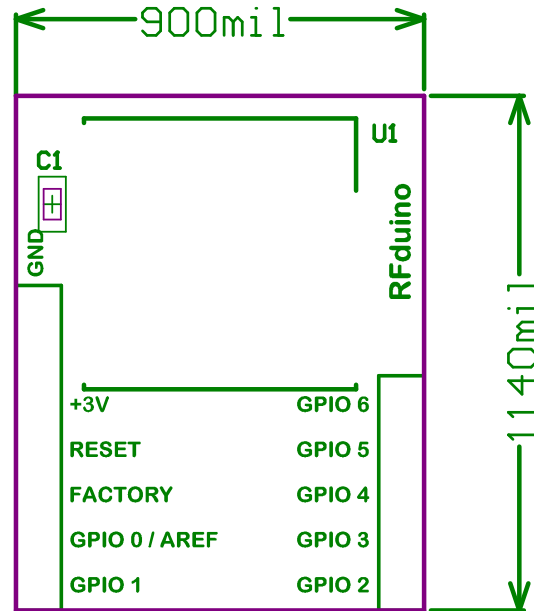 900mil
U1
C1
RFduino
GND
1140mil
+3V
GPIO 6
RESET
GPIO 5
FACTORY
GPIO 4
GPIO 0 / AREF
GPIO 3
GPIO 1
GPIO 2